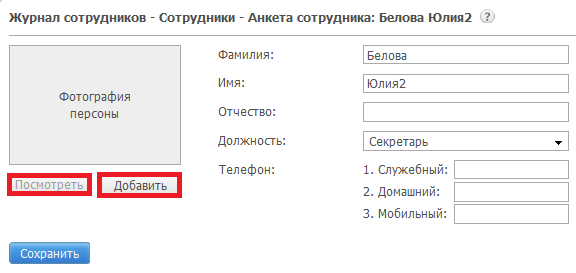 Журнал сотрудников - Сотрудники - Анкета сотрудника: Белова Юлия2 ?
Фотография
персоны
Посмотреть Добавить
Фамилия: Белова
Имя: Юлия2
Отчество:
Должность: Секретарь
Телефон: 1. Служебный:
2. Домашний:
3. Мобильный:
Сохранить